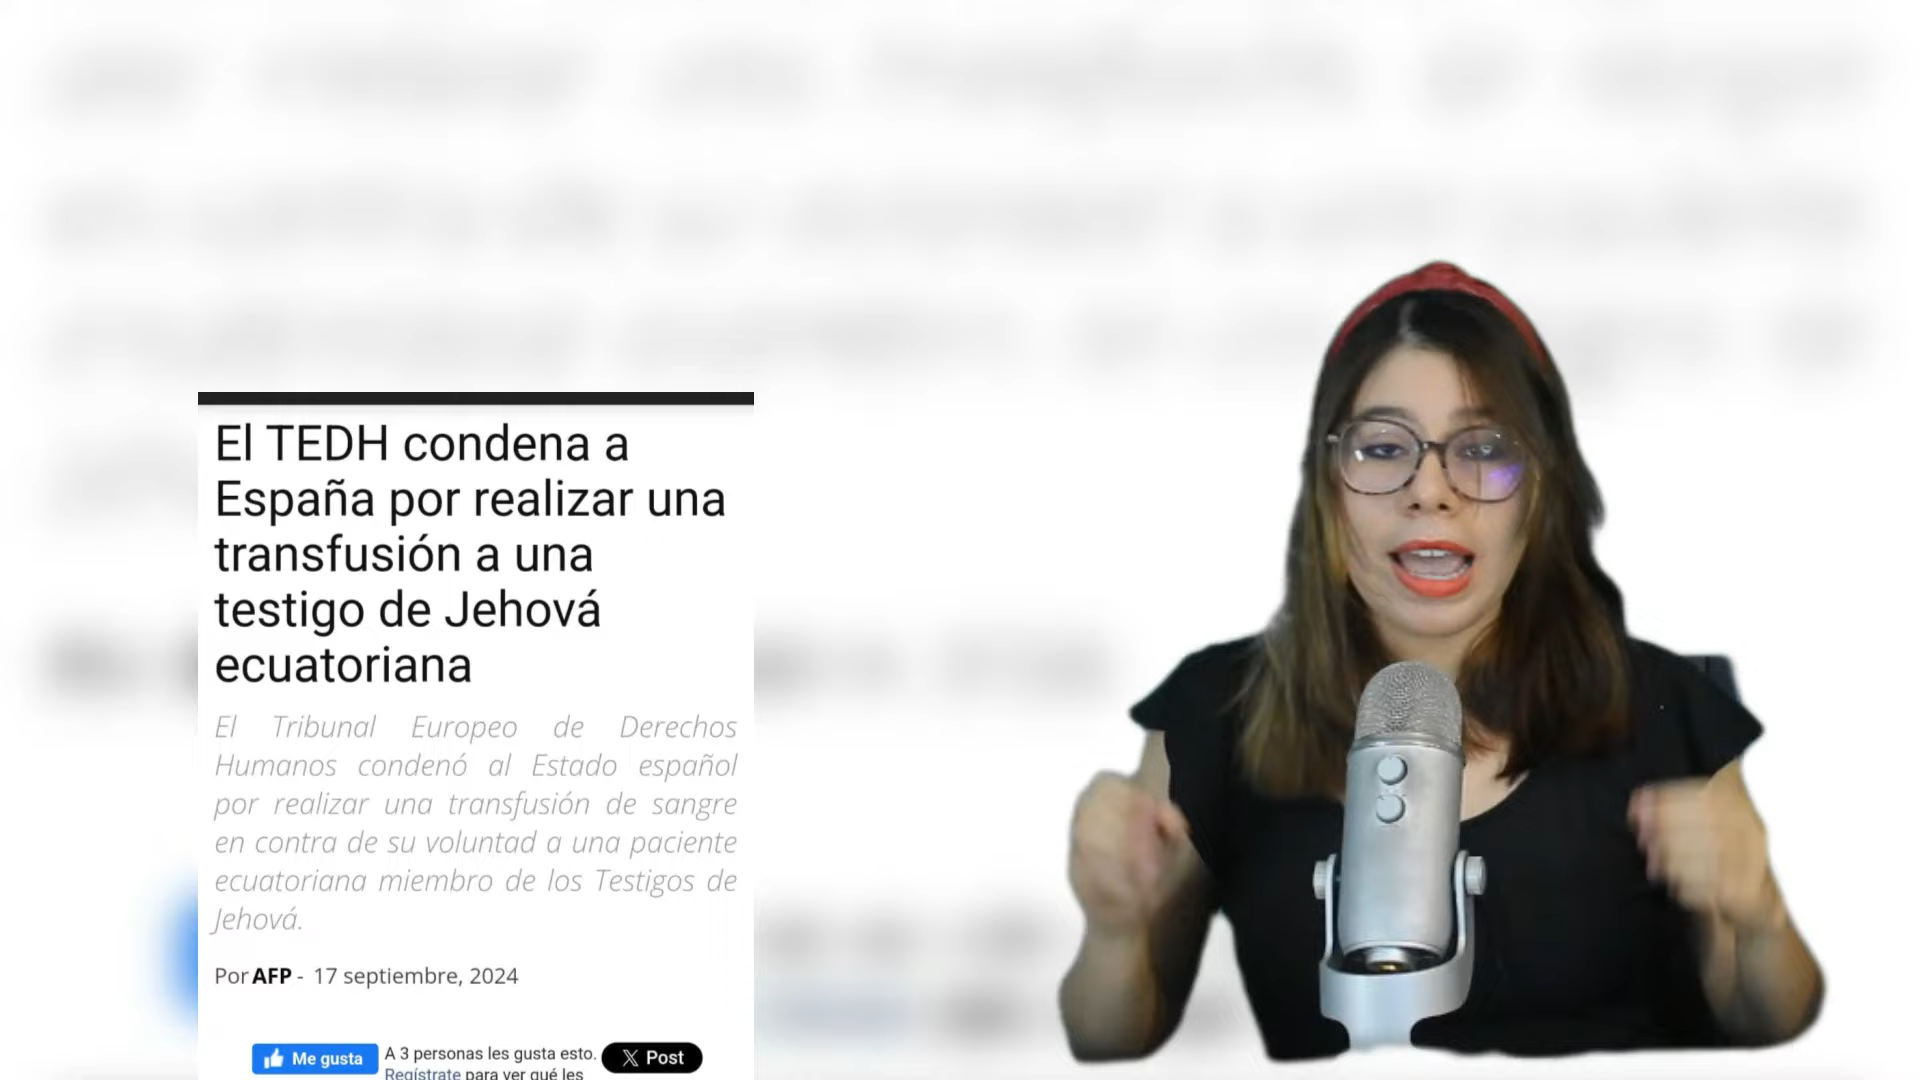 El TEDH condena a
España por realizar una
transfusión a una
testigo de Jehová
ecuatoriana
El Tribunal Europeo de Derechos
Humanos condenó al Estado español
por realizar una transfusión de sangre
en contra de su voluntad a una paciente
ecuatoriana miembro de los Testigos de
Jehová.
Por AFP - 17 septiembre, 2024
Me gusta
A 3 personas les gusta esto.
Regístrate para ver qué les
Post